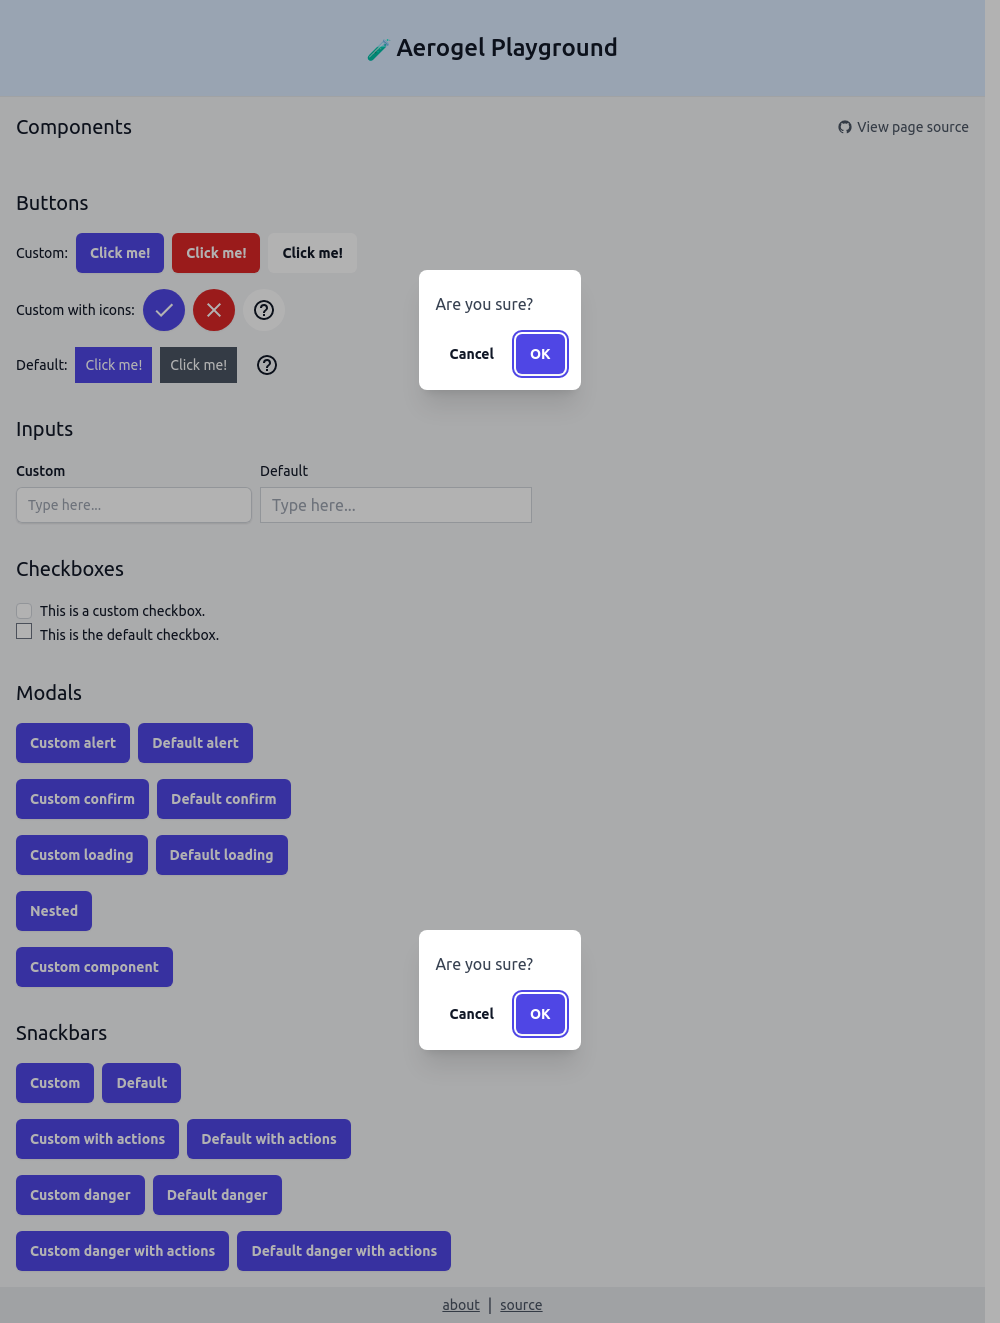 Aerogel Playground
Components
View page source
Buttons
Custom: Click me! Click me! Click me!
Are you sure?
Custom with icons:
Cancel OK
Default: Click me! Click me!
Inputs
Custom Default
Type here... Type here...
Checkboxes
This is a custom checkbox.
This is the default checkbox.
Modals
Custom alert Default alert
Custom confirm Default confirm
Custom loading Default loading
Nested
Custom component
Are you sure?
Cancel OK
Snackbars
Custom Default
Custom with actions Default with actions
Custom danger Default danger
Custom danger with actions Default danger with actions
about | source